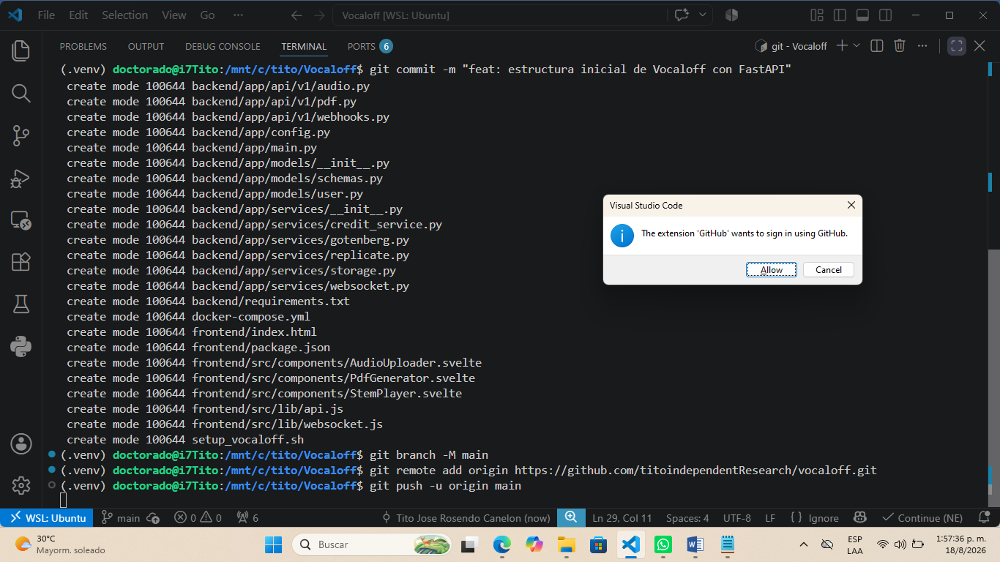 File Edit Selection View Go ··· Vocaloff [WSL: Ubuntu]
PROBLEMS OUTPUT DEBUG CONSOLE TERMINAL PORTS 6 git - Vocaloff
(.venv) doctorado@i7Tito:/mnt/c/tito/Vocaloff$ git commit -m "feat: estructura inicial de Vocaloff con FastAPI"
create mode 100644 backend/app/api/v1/audio.py
create mode 100644 backend/app/api/v1/pdf.py
create mode 100644 backend/app/api/v1/webhooks.py
create mode 100644 backend/app/config.py
create mode 100644 backend/app/main.py
create mode 100644 backend/app/models/__init__.py
create mode 100644 backend/app/models/schemas.py
create mode 100644 backend/app/models/user.py
create mode 100644 backend/app/services/__init__.py
create mode 100644 backend/app/services/credit_service.py
create mode 100644 backend/app/services/gotenberg.py
create mode 100644 backend/app/services/replicate.py
create mode 100644 backend/app/services/storage.py
create mode 100644 backend/app/services/websocket.py
create mode 100644 backend/requirements.txt
create mode 100644 docker-compose.yml
create mode 100644 frontend/index.html
create mode 100644 frontend/package.json
create mode 100644 frontend/src/components/AudioUploader.svelte
create mode 100644 frontend/src/components/PdfGenerator.svelte
create mode 100644 frontend/src/components/StemPlayer.svelte
create mode 100644 frontend/src/lib/api.js
create mode 100644 frontend/src/lib/websocket.js
create mode 100644 setup_vocaloff.sh
(.venv) doctorado@i7Tito:/mnt/c/tito/Vocaloff$ git branch -M main
(.venv) doctorado@i7Tito:/mnt/c/tito/Vocaloff$ git remote add origin https://github.com/titoindependentResearch/vocaloff.git
(.venv) doctorado@i7Tito:/mnt/c/tito/Vocaloff$ git push -u origin main
Visual Studio Code
The extension 'GitHub' wants to sign in using GitHub.
Allow Cancel
WSL: Ubuntu main 0 0 6 Tito Jose Rosendo Canelon (now) Ln 29, Col 11 Spaces: 4 UTF-8 LF {} Ignore Continue (NE)
30°C
Mayorm. soleado
Buscar
ESP
LAA
1:57:36 p. m.
18/8/2026